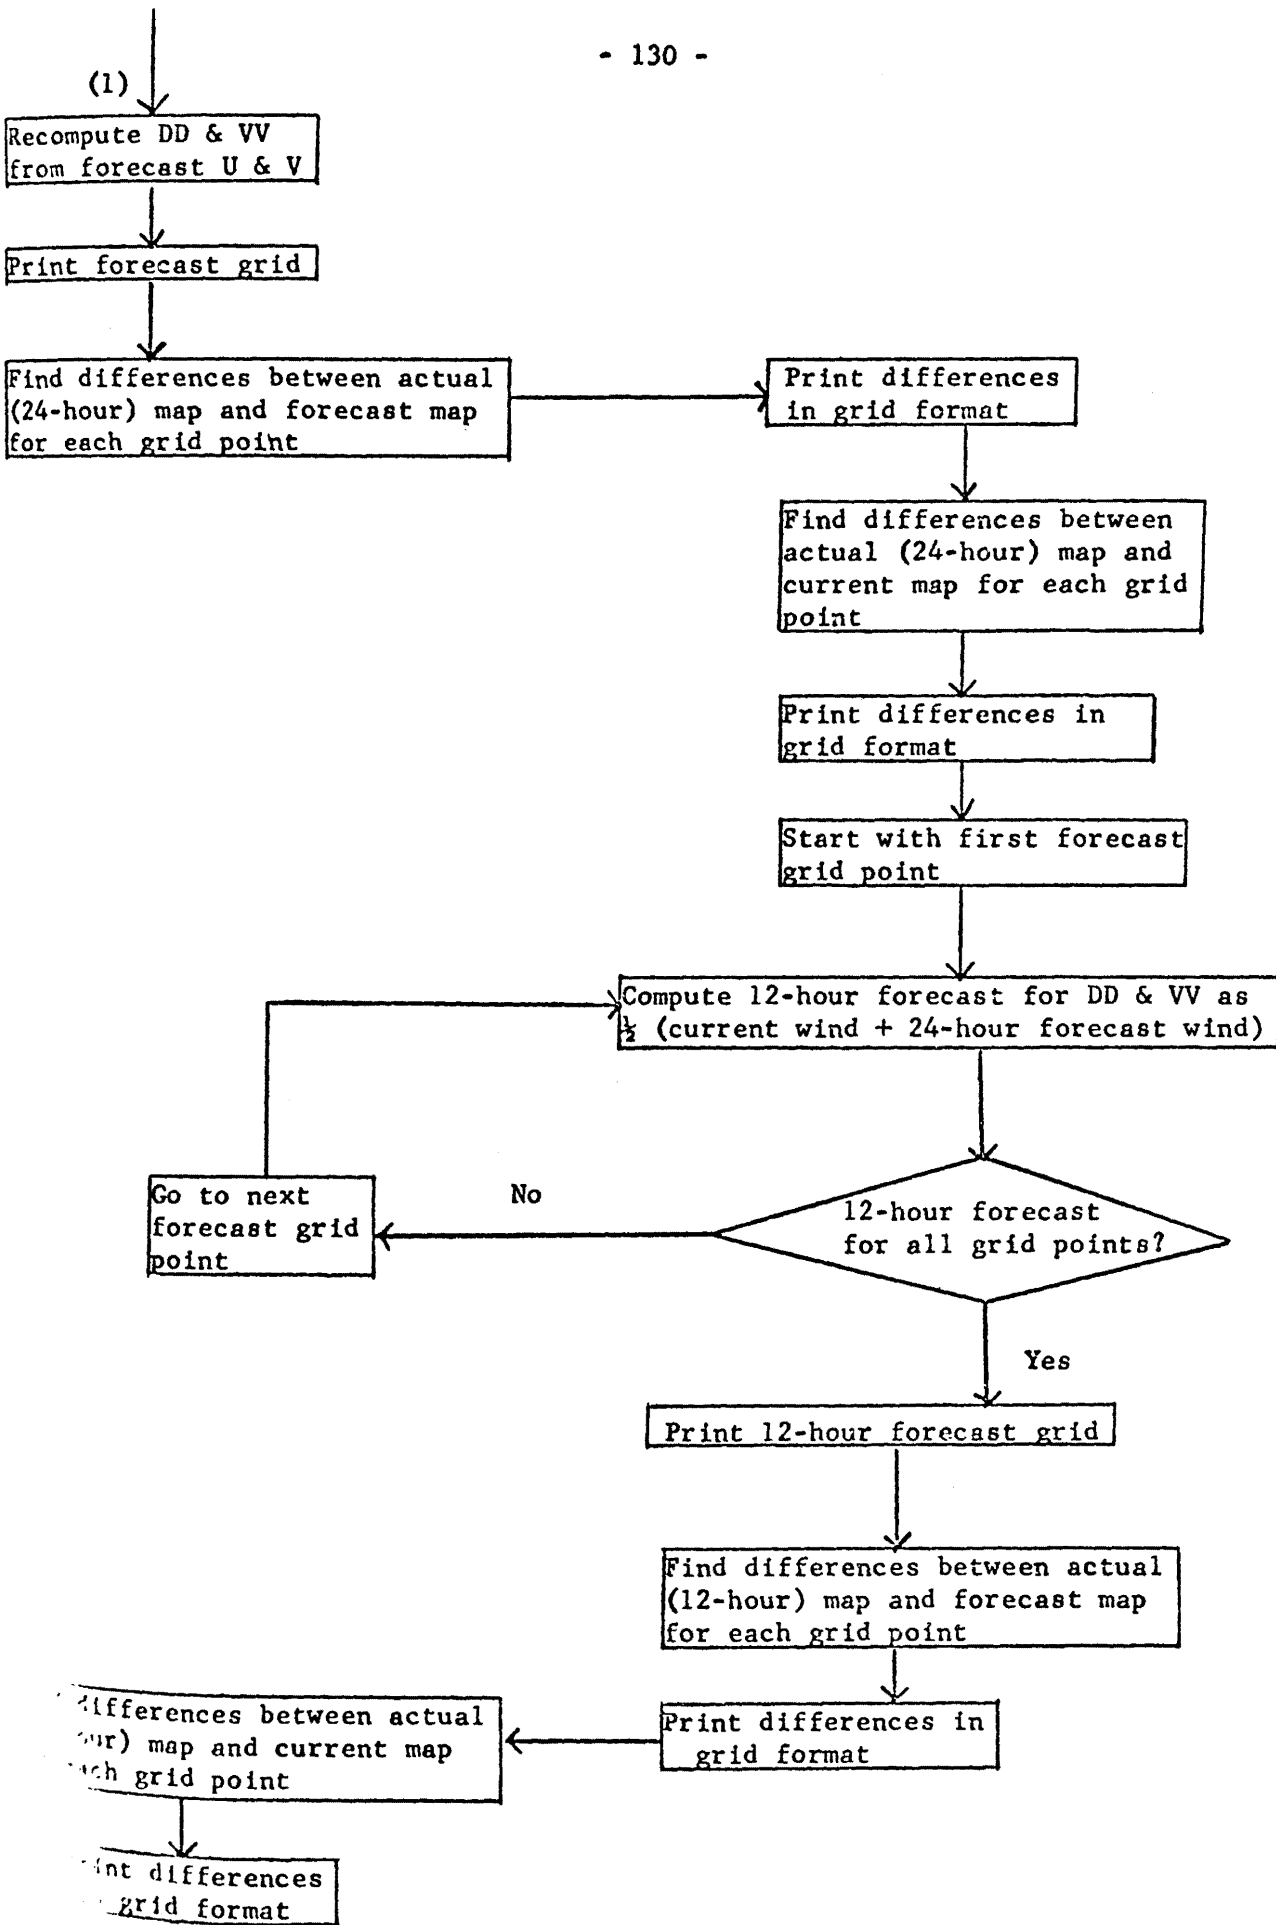 - 130 -
(1)
Recompute DD & VV
from forecast U & V
Print forecast grid
Find differences between actual
(24-hour) map and forecast map
for each grid point
Print differences
in grid format
Find differences between
actual (24-hour) map and
current map for each grid
point
Print differences in
grid format
Start with first forecast
grid point
Compute 12-hour forecast for DD & VV as
½ (current wind + 24-hour forecast wind)
12-hour forecast
for all grid points?
No
Go to next
forecast grid
point
Yes
Print 12-hour forecast grid
Find differences between actual
(12-hour) map and forecast map
for each grid point
Print differences in
grid format
differences between actual
map and current map
grid point
differences
grid format